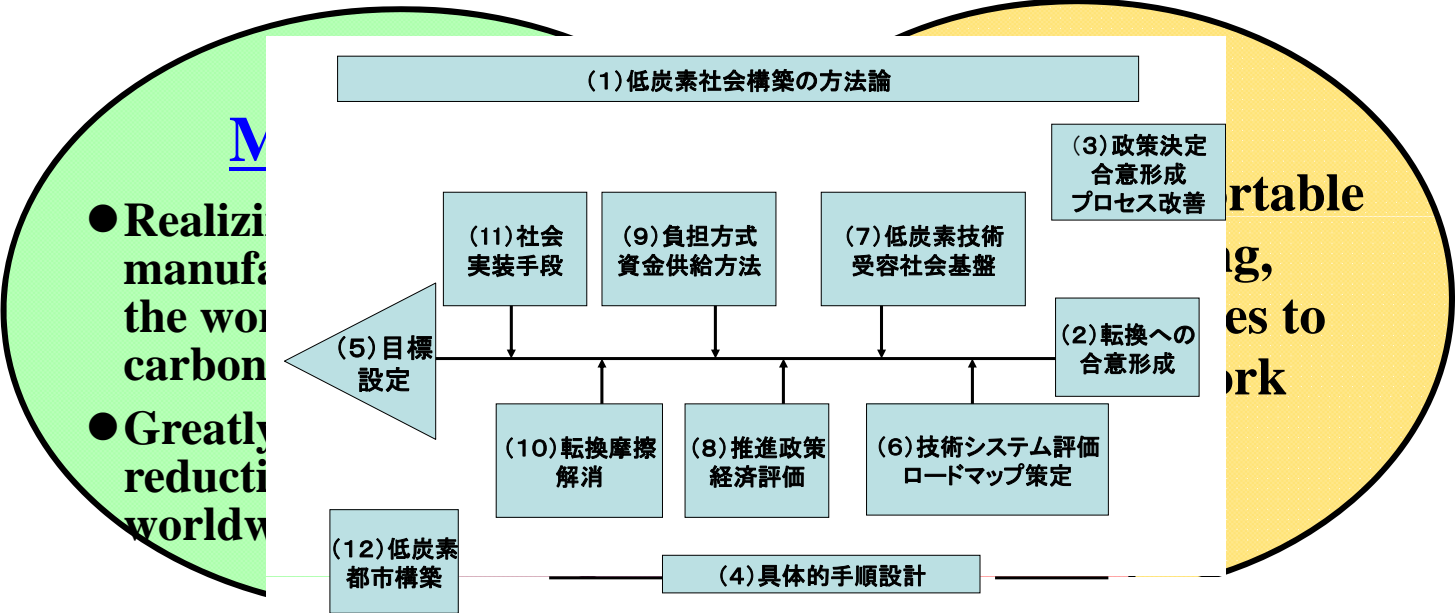 (1)低炭素社会構築の方法論
(3)政策決定
合意形成
プロセス改善
(11)社会
実装手段
(9)負担方式
資金供給方法
(7)低炭素技術
受容社会基盤
(5)目標
設定
(2)転換への
合意形成
(10)転換摩擦
解消
(8)推進政策
経済評価
(6)技術システム評価
ロードマップ策定
(12)低炭素
都市構築
(4)具体的手順設計
M
●Realizi
manufa
the wor
carbon
●Greatly
reducti
worldw
rtable
g,
es to
ork